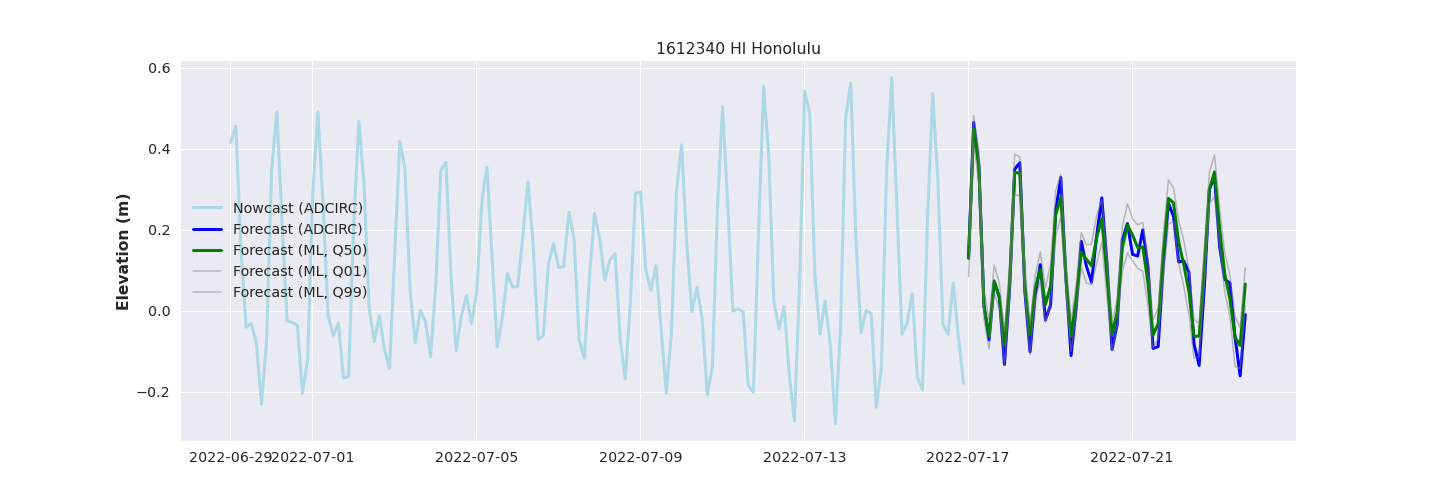 1612340 HI Honolulu
Elevation (m)
0.6
0.4
0.2
0.0
−0.2
Nowcast (ADCIRC)
Forecast (ADCIRC)
Forecast (ML, Q50)
Forecast (ML, Q01)
Forecast (ML, Q99)
2022-06-29
2022-07-01
2022-07-05
2022-07-09
2022-07-13
2022-07-17
2022-07-21